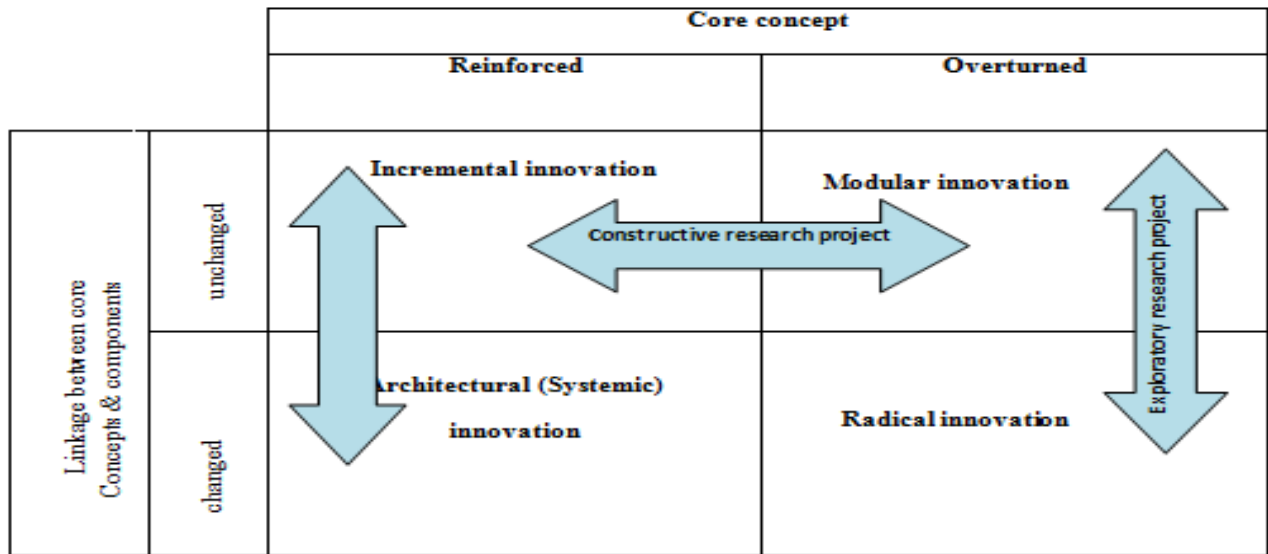 Core concept
Reinforced
Overturned
Linkage between core
Concepts & components
unchanged
Incremental innovation
Modular innovation
Constructive research project
Exploratory research project
changed
Architectural (Systemic)
innovation
Radical innovation